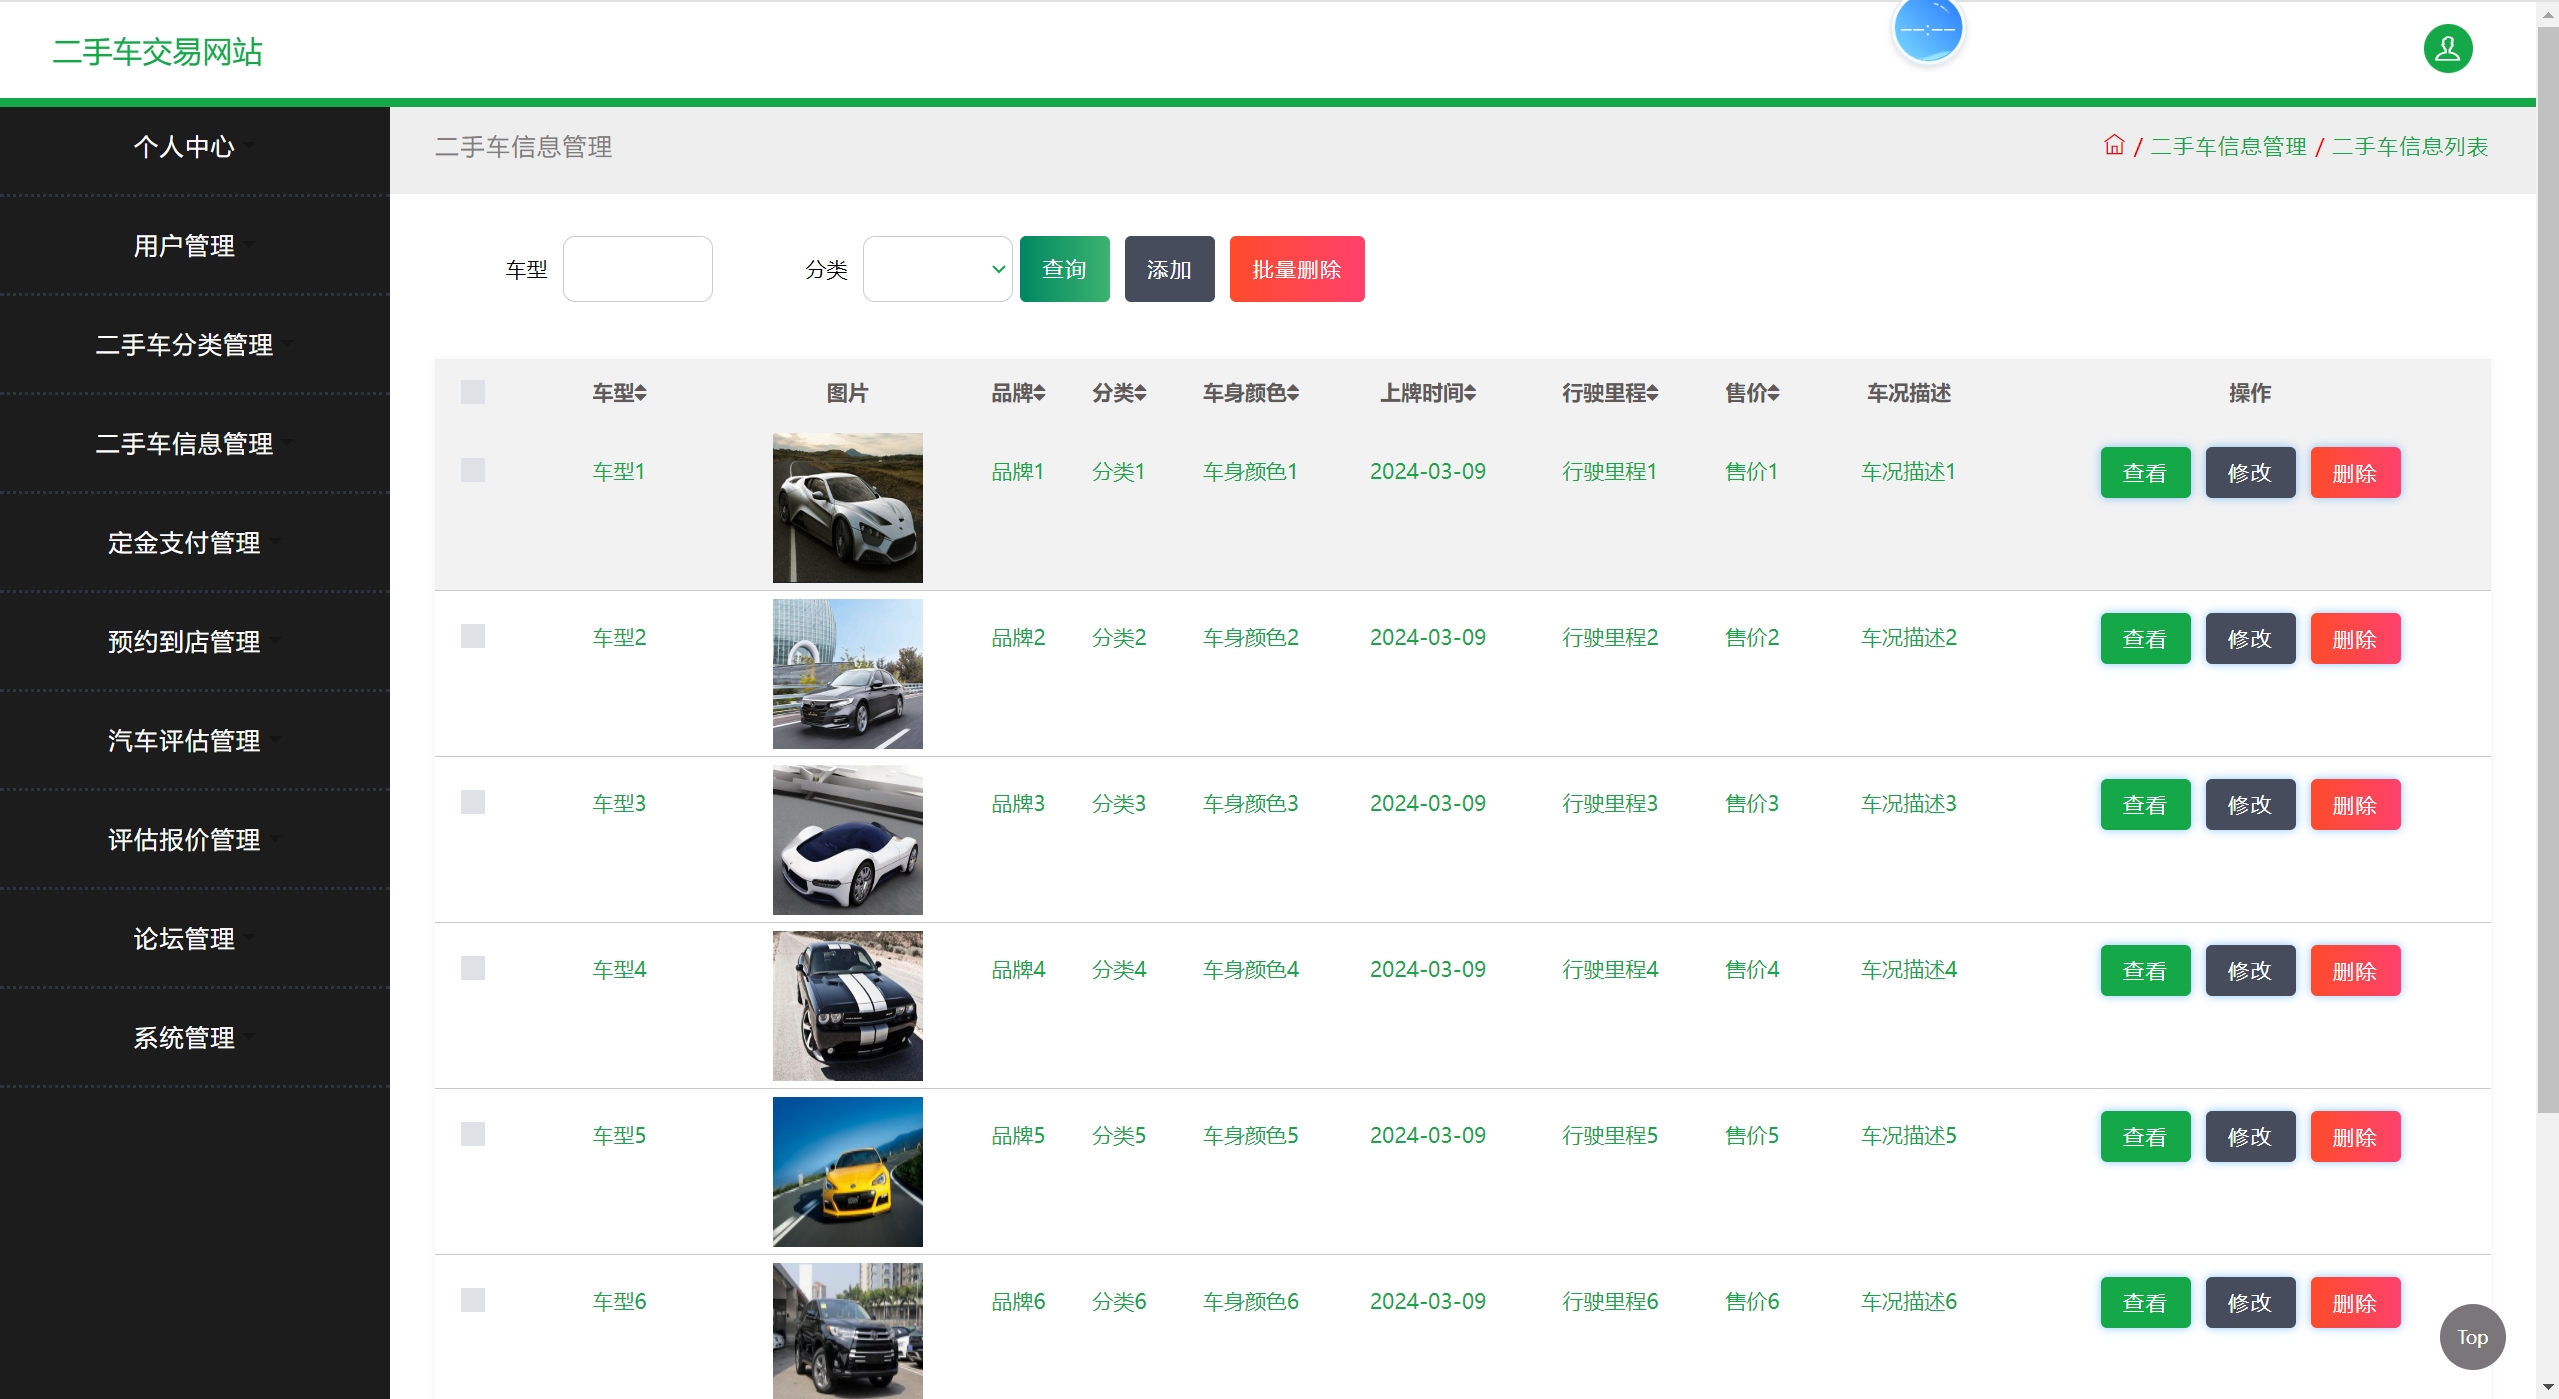 二手车交易网站
--:--
个人中心
用户管理
二手车分类管理
二手车信息管理
定金支付管理
预约到店管理
汽车评估管理
评估报价管理
论坛管理
系统管理
二手车信息管理
/ 二手车信息管理 / 二手车信息列表
车型 分类 查询 添加 批量删除
车型 图片 品牌 分类 车身颜色 上牌时间 行驶里程 售价 车况描述 操作
车型1 品牌1 分类1 车身颜色1 2024-03-09 行驶里程1 售价1 车况描述1 查看 修改 删除
车型2 品牌2 分类2 车身颜色2 2024-03-09 行驶里程2 售价2 车况描述2 查看 修改 删除
车型3 品牌3 分类3 车身颜色3 2024-03-09 行驶里程3 售价3 车况描述3 查看 修改 删除
车型4 品牌4 分类4 车身颜色4 2024-03-09 行驶里程4 售价4 车况描述4 查看 修改 删除
车型5 品牌5 分类5 车身颜色5 2024-03-09 行驶里程5 售价5 车况描述5 查看 修改 删除
车型6 品牌6 分类6 车身颜色6 2024-03-09 行驶里程6 售价6 车况描述6 查看 修改 删除
Top